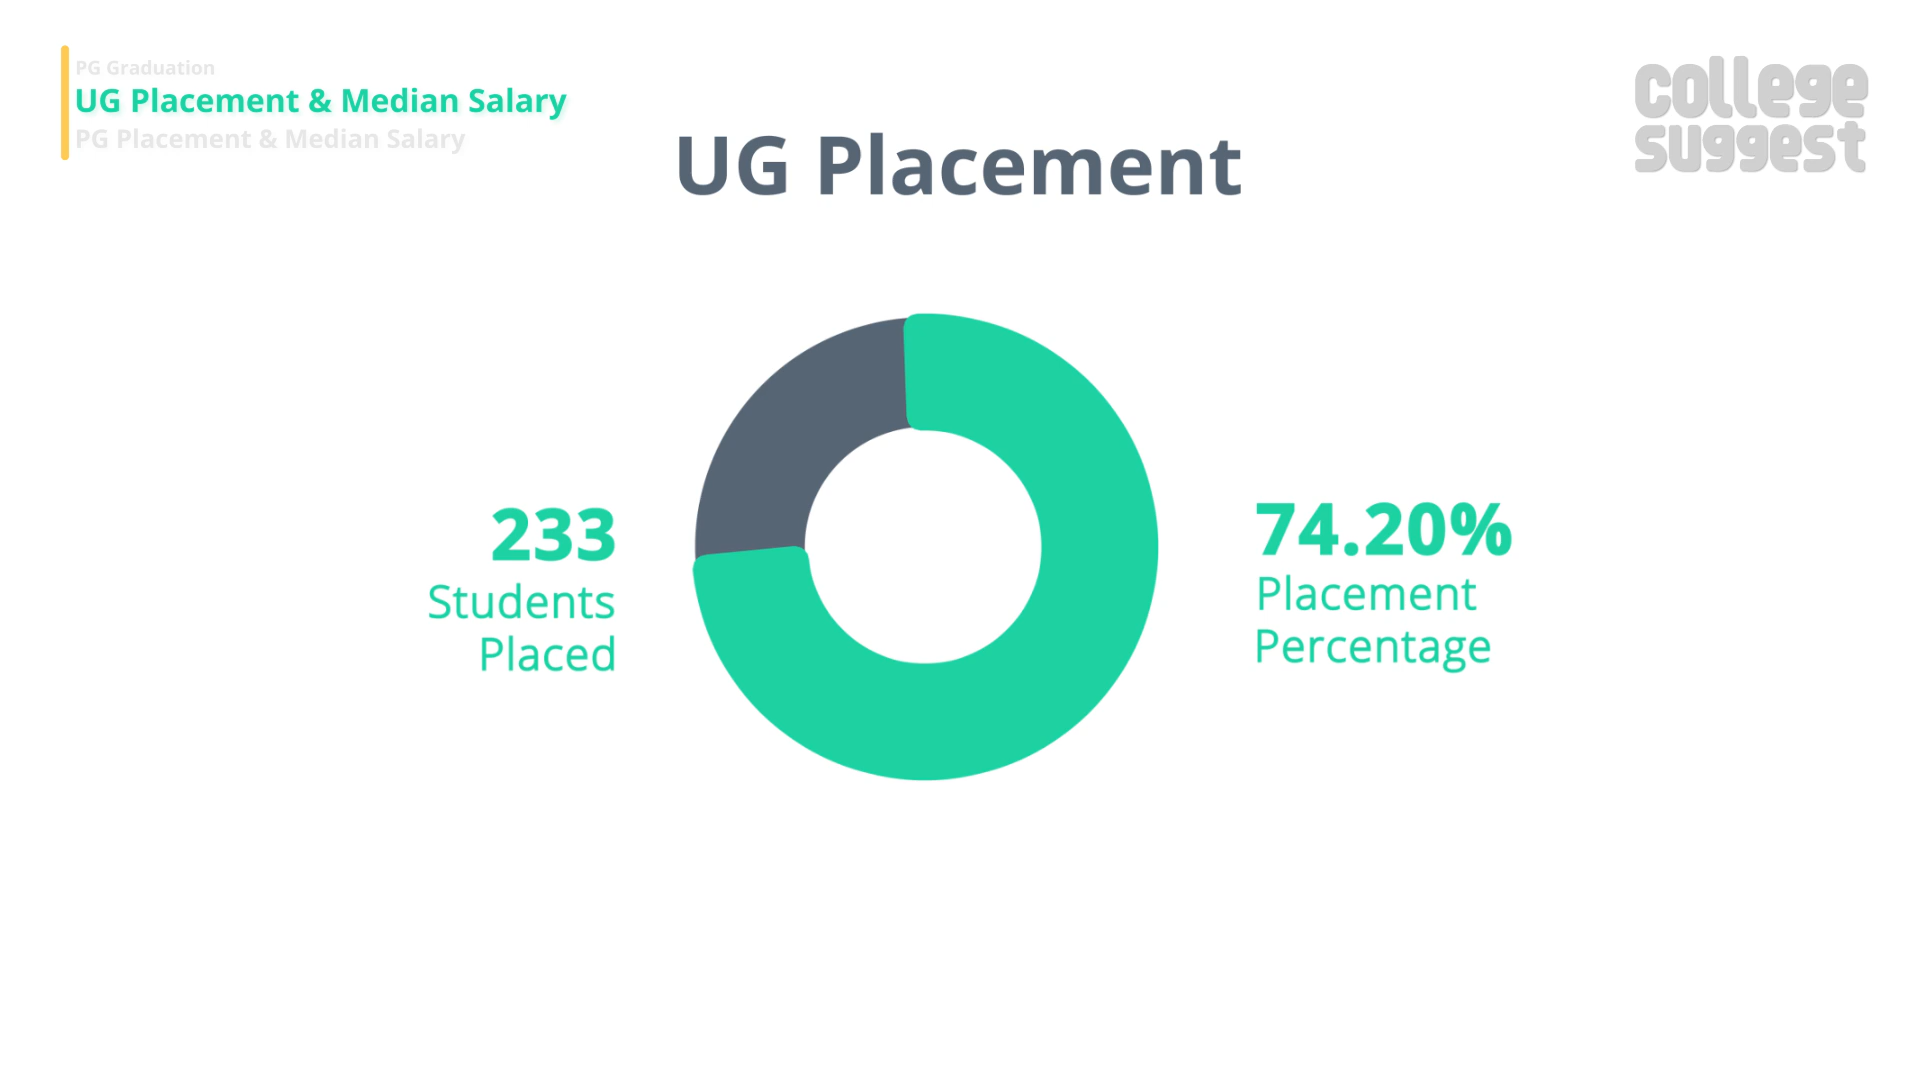 PG Graduation
UG Placement & Median Salary
PG Placement & Median Salary
college
suggest
UG Placement
233
Students
Placed
74.20%
Placement
Percentage